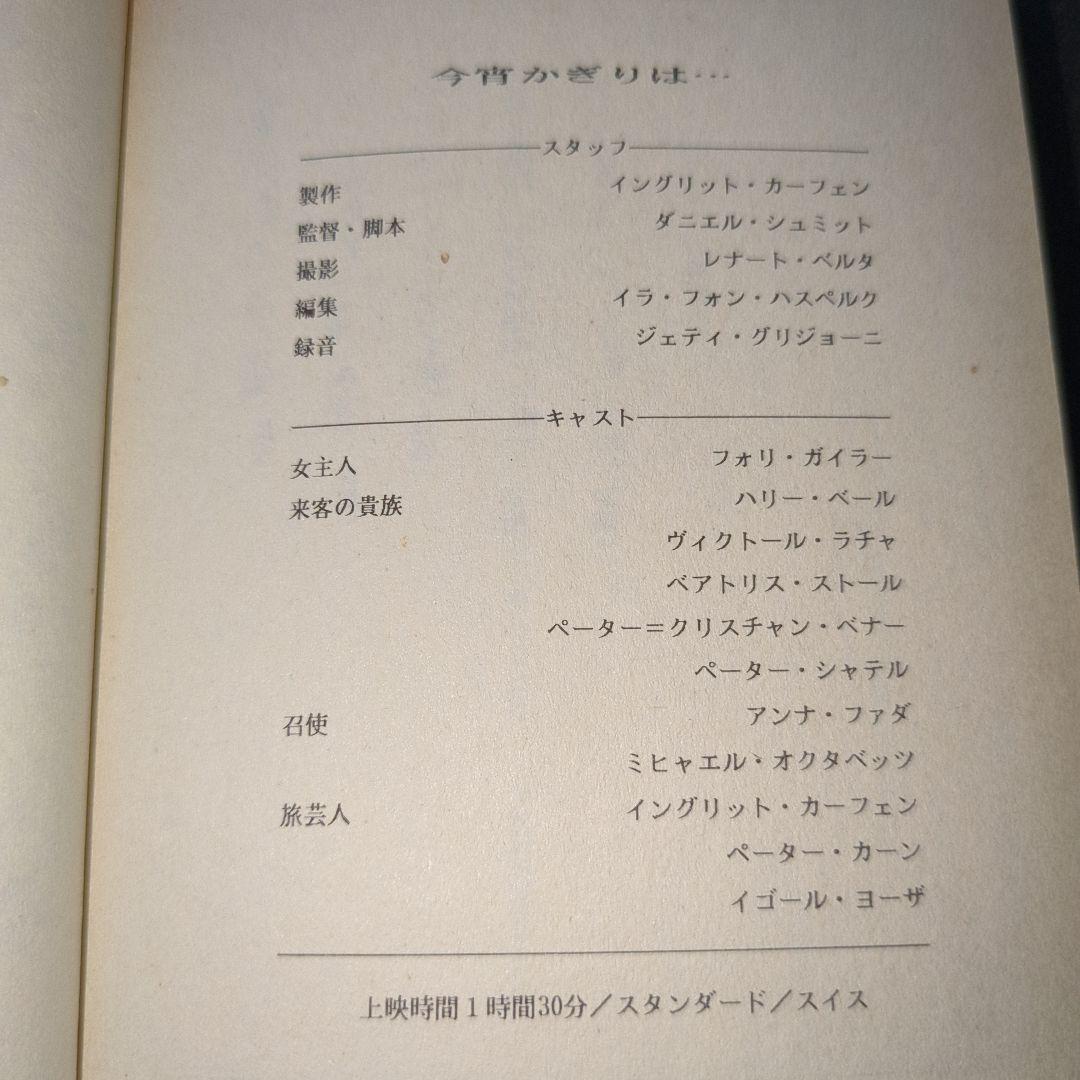 今宵かぎりは…
スタッフ
製作 イングリット・カーフェン
監督・脚本 ダニエル・シュミット
撮影 レナート・ベルタ
編集 イラ・フォン・ハスペルク
録音 ジェティ・グリジョーニ
キャスト
女主人 フォリ・ガイラー
来客の貴族 ハリー・ベール
ヴィクトール・ラチャ
ベアトリス・ストール
ペーター＝クリスチャン・ベナー
ペーター・シャテル
召使 アンナ・ファダ
ミヒャエル・オクタベッツ
旅芸人 イングリット・カーフェン
ペーター・カーン
イゴール・ヨーザ
上映時間１時間30分／スタンダード／スイス